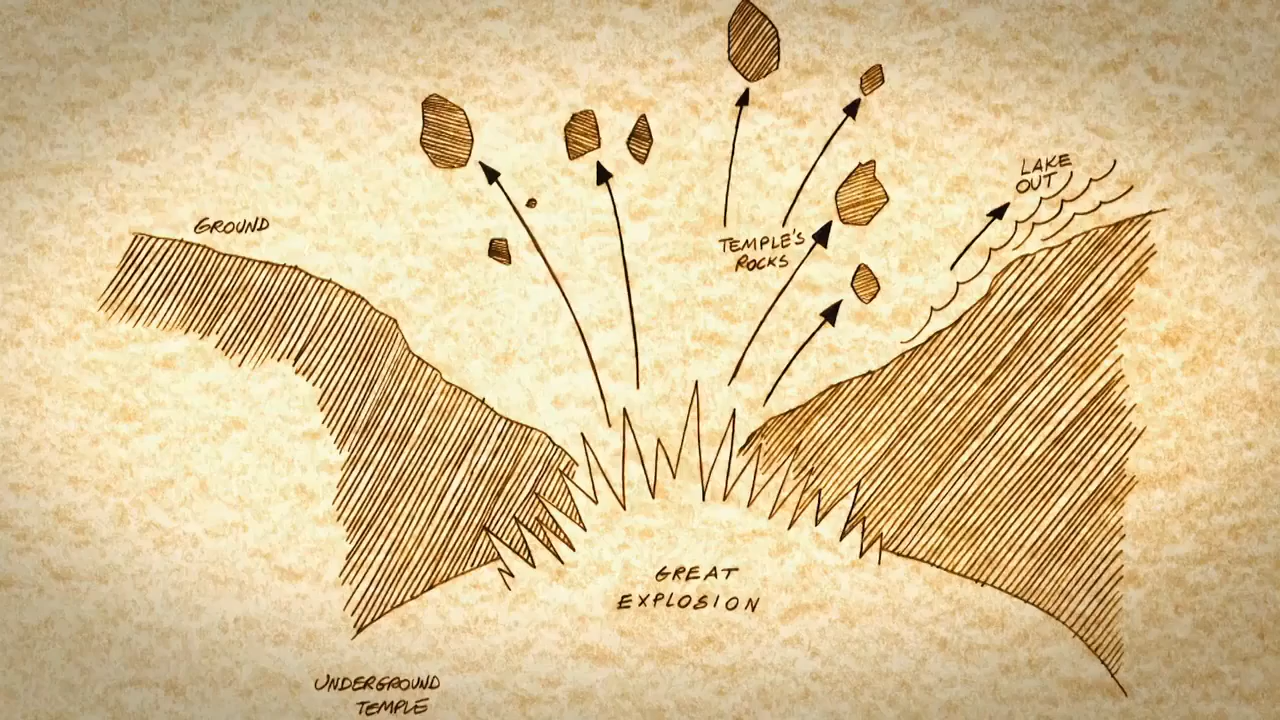 LAKE
OUT
GROUND
TEMPLE'S
ROCKS
GREAT
EXPLOSION
UNDERGROUND
TEMPLE